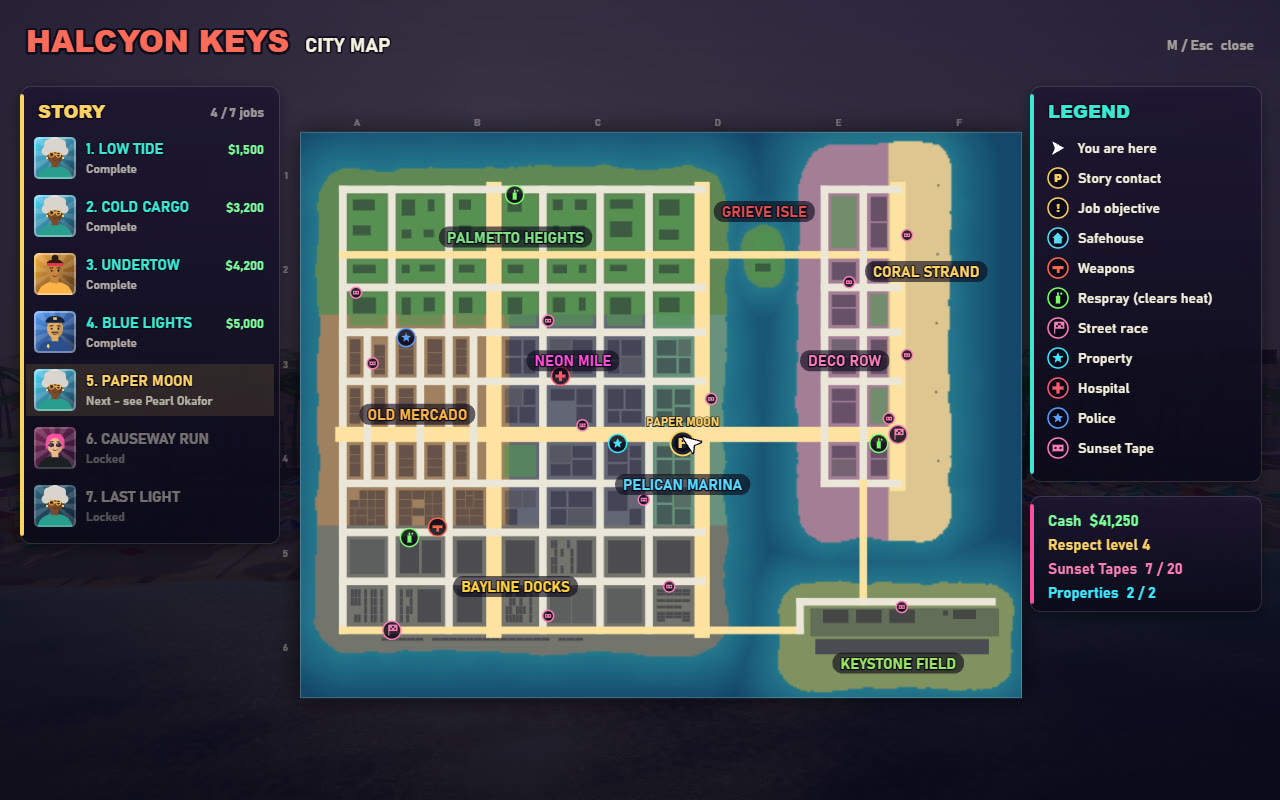 HALCYON KEYS CITY MAP
M / Esc close
STORY 4 / 7 jobs
1. LOW TIDE $1,500
Complete
2. COLD CARGO $3,200
Complete
3. UNDERTOW $4,200
Complete
4. BLUE LIGHTS $5,000
Complete
5. PAPER MOON
Next - see Pearl Okafor
6. CAUSEWAY RUN
Locked
7. LAST LIGHT
Locked
A B C D E F
1
2
3
4
5
6
GRIEVE ISLE
PALMETTO HEIGHTS
CORAL STRAND
NEON MILE
DECO ROW
OLD MERCADO
PAPER MOON
P
PELICAN MARINA
BAYLINE DOCKS
KEYSTONE FIELD
LEGEND
You are here
P Story contact
! Job objective
Safehouse
Weapons
Respray (clears heat)
Street race
Property
Hospital
Police
Sunset Tape
Cash $41,250
Respect level 4
Sunset Tapes 7 / 20
Properties 2 / 2